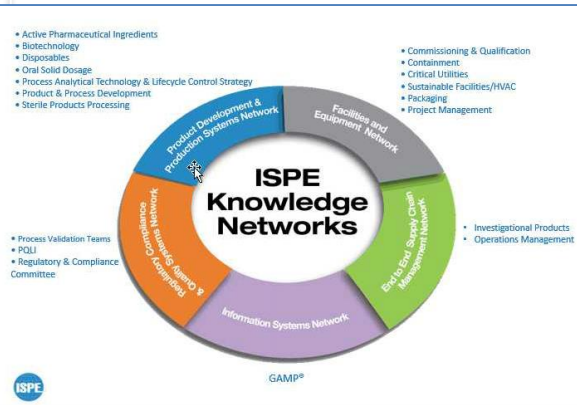 • Active Pharmaceutical Ingredients
• Biotechnology
• Disposables
• Oral Solid Dosage
• Process Analytical Technology & Lifecycle Control Strategy
• Product & Process Development
• Sterile Products Processing
• Commissioning & Qualification
• Containment
• Critical Utilities
• Sustainable Facilities/HVAC
• Packaging
• Project Management
Product Development &
Production Systems Network
Facilities and
Equipment Network
ISPE
Knowledge
Networks
Regulatory Compliance
& Quality Systems Network
End to End Supply Chain
Management Network
• Process Validation Teams
• PQLI
• Regulatory & Compliance
Committee
• Investigational Products
• Operations Management
Information Systems Network
GAMP®
ISPE